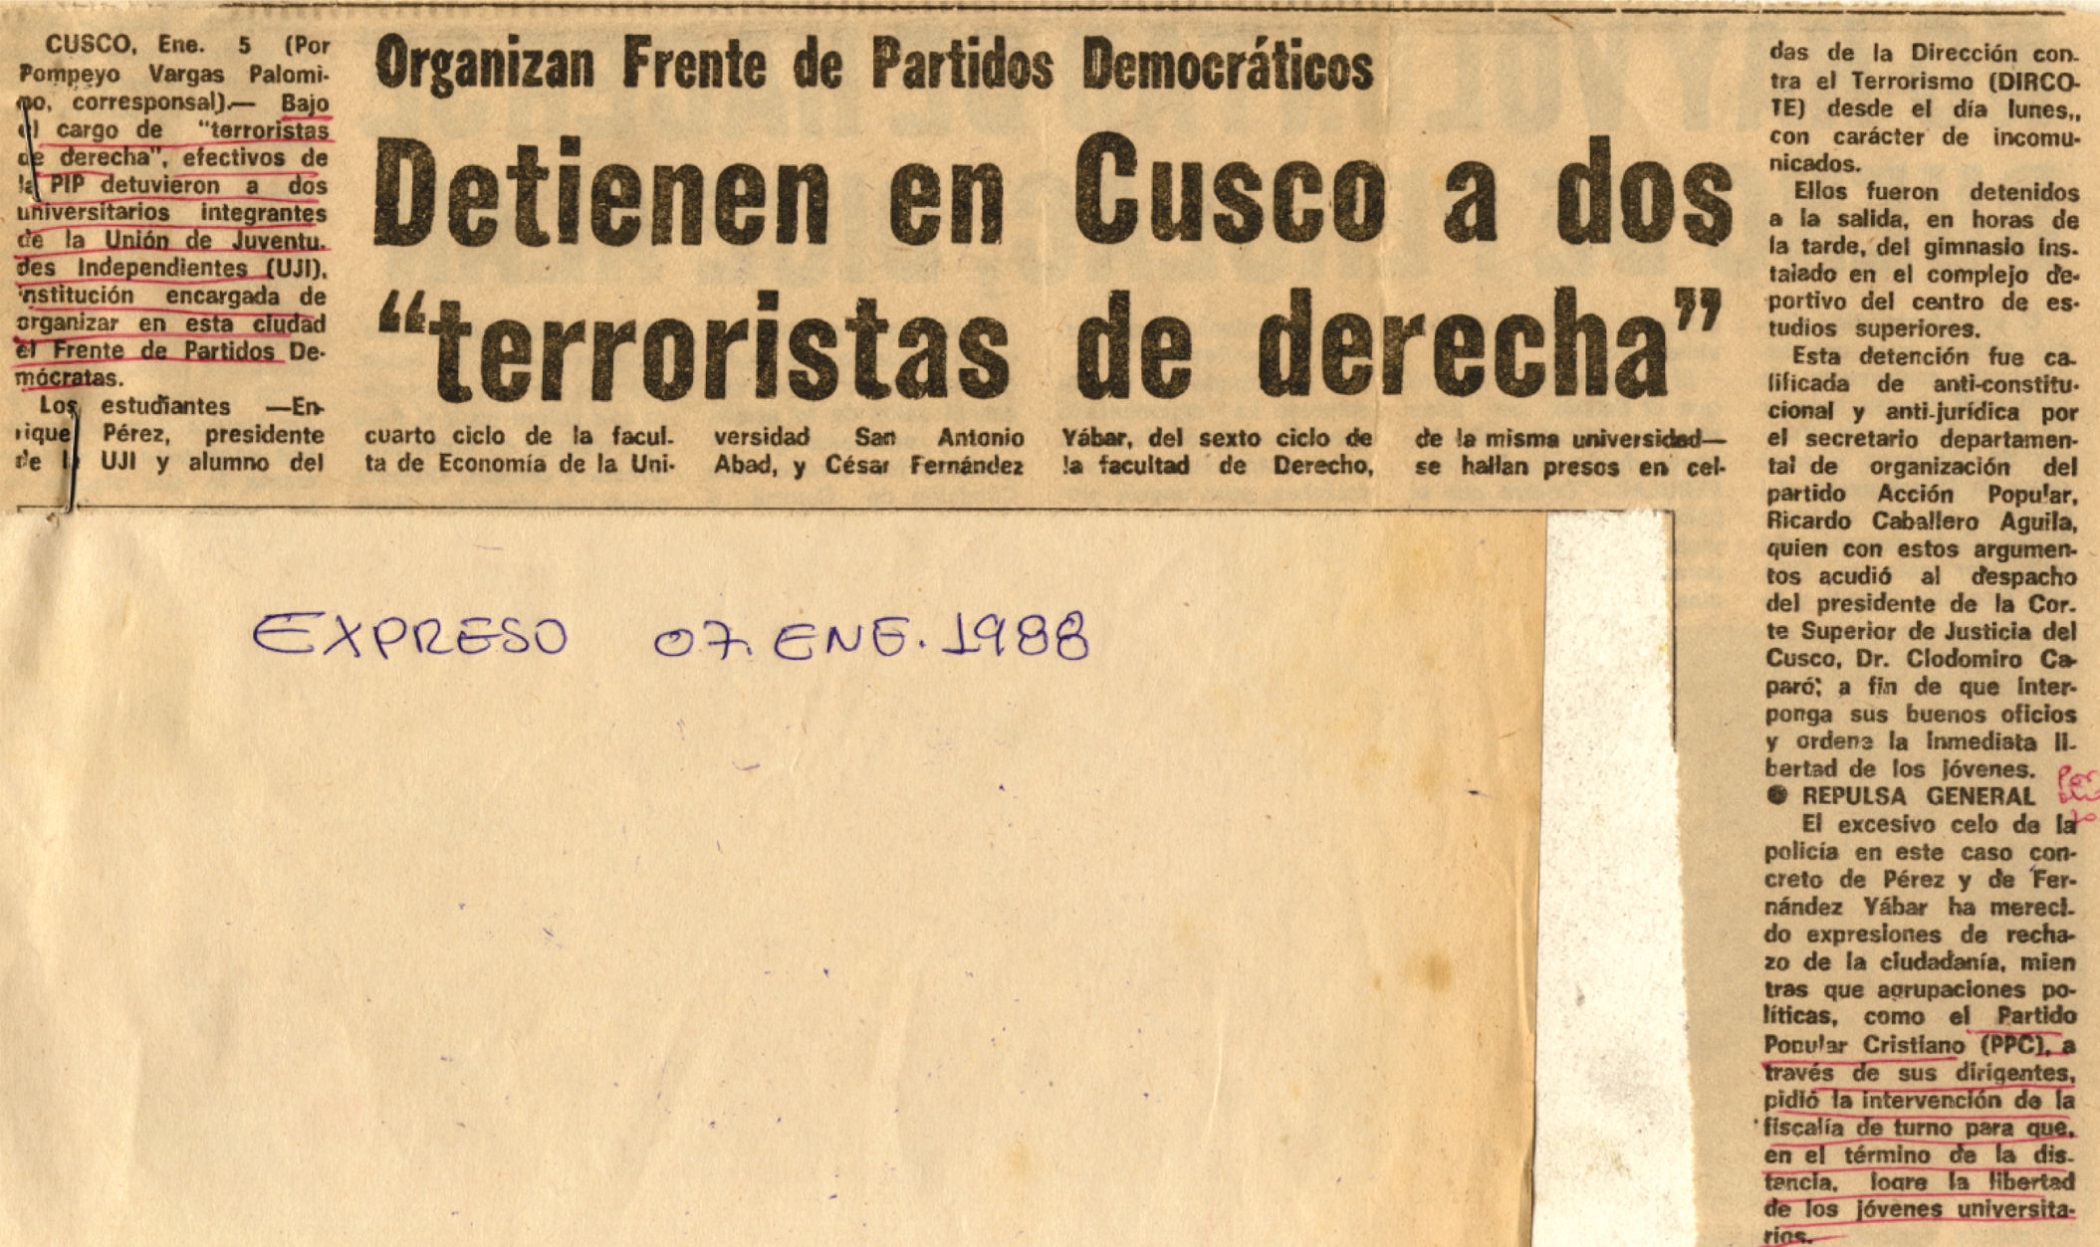 Organizan Frente de Partidos Democráticos
Detienen en Cusco a dos
“terroristas de derecha”
CUSCO, Ene. 5 (Por
Pompeyo Vargas Palomi-
no, corresponsal).— Bajo
el cargo de “terroristas
de derecha”, efectivos de
la PIP detuvieron a dos
universitarios integrantes
de la Unión de Juventu.
des Independientes (UJI),
institución encargada de
organizar en esta ciudad
el Frente de Partidos De-
mócratas.
Los estudiantes —En-
rique Pérez, presidente
de la UJI y alumno del
cuarto ciclo de la facul-
ta de Economía de la Uni-
versidad San Antonio
Abad, y César Fernández
Yábar, del sexto ciclo de
la facultad de Derecho,
de la misma universidad—
se hallan presos en cel-
das de la Dirección con-
tra el Terrorismo (DIRCO-
TE) desde el día lunes,,
con carácter de incomu-
nicados.
Ellos fueron detenidos
a la salida, en horas de
la tarde, del gimnasio ins-
talado en el complejo de-
portivo del centro de es-
tudios superiores.
Esta detención fue ca-
lificada de anti-constitu-
cional y anti-jurídica por
el secretario departamen-
tal de organización del
partido Acción Popular,
Ricardo Caballero Aguila,
quien con estos argumen-
tos acudió al despacho
del presidente de la Cor-
te Superior de Justicia del
Cusco, Dr. Clodomiro Ca-
paró; a fin de que inter-
ponga sus buenos oficios
y ordene la inmediata li-
bertad de los jóvenes.
● REPULSA GENERAL
El excesivo celo de la
policía en este caso con-
creto de Pérez y de Fer-
nández Yábar ha mereci-
do expresiones de recha-
zo de la ciudadanía, mien
tras que agrupaciones po-
líticas, como el Partido
Popular Cristiano (PPC), a
través de sus dirigentes,
pidió la intervención de la
fiscalía de turno para que,
en el término de la dis-
tancia, logre la libertad
de los jóvenes universita-
rios.
EXPRESO 07. ENE. 1988